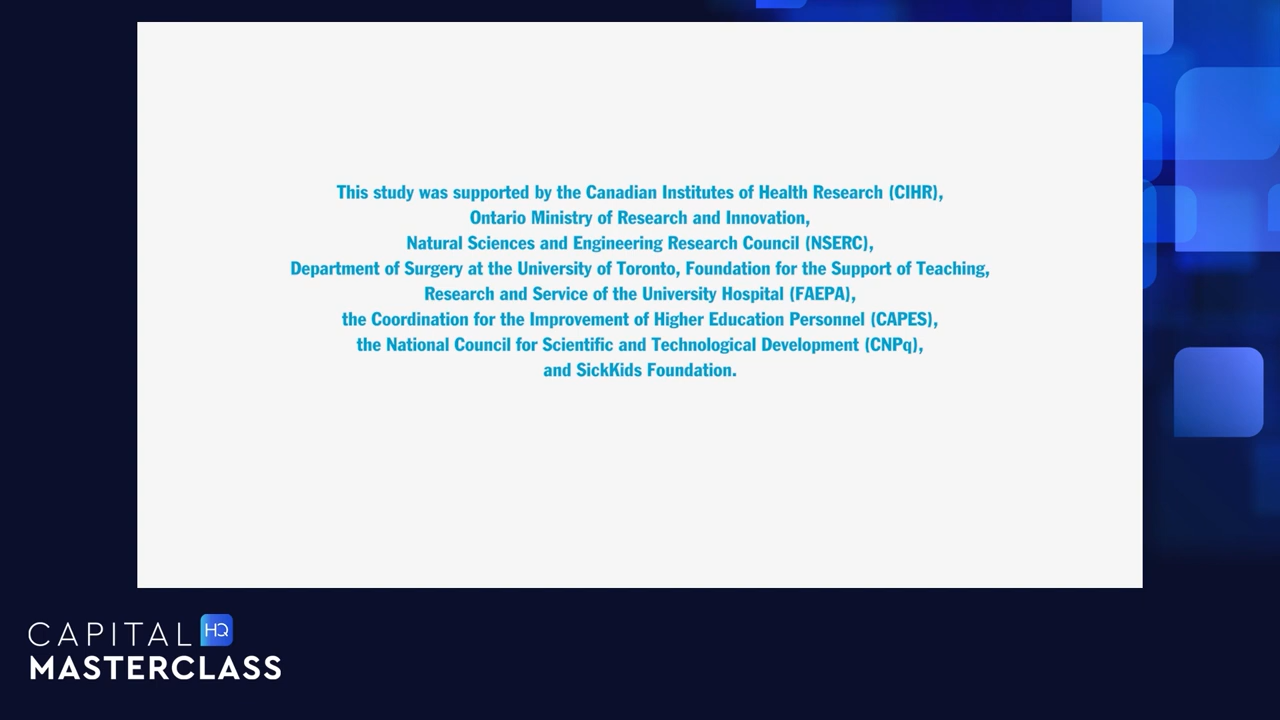 This study was supported by the Canadian Institutes of Health Research (CIHR),
Ontario Ministry of Research and Innovation,
Natural Sciences and Engineering Research Council (NSERC),
Department of Surgery at the University of Toronto, Foundation for the Support of Teaching,
Research and Service of the University Hospital (FAEPA),
the Coordination for the Improvement of Higher Education Personnel (CAPES),
the National Council for Scientific and Technological Development (CNPq),
and SickKids Foundation.
CAPITAL HQ
MASTERCLASS